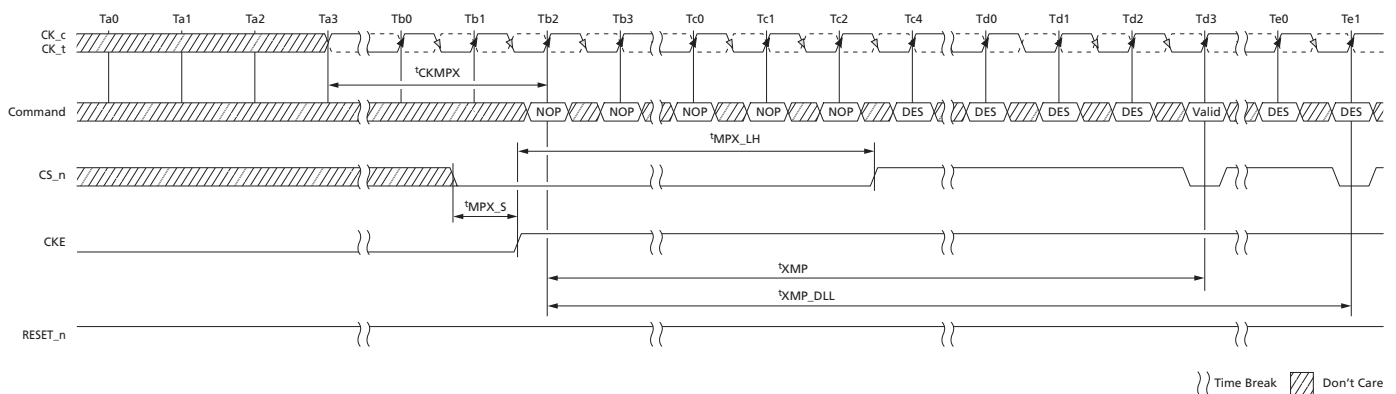 Ta0 Ta1 Ta2 Ta3 Tb0 Tb1 Tb2 Tb3 Tc0 Tc1 Tc2 Tc4 Td0 Td1 Td2 Td3 Te0 Te1
CK_c
CK_t
tCKMPX
Command NOP NOP NOP NOP NOP DES DES DES DES Valid DES DES
tMPX_LH
CS_n
tMPX_S
CKE
tXMP
tXMP_DLL
RESET_n
Time Break Don't Care